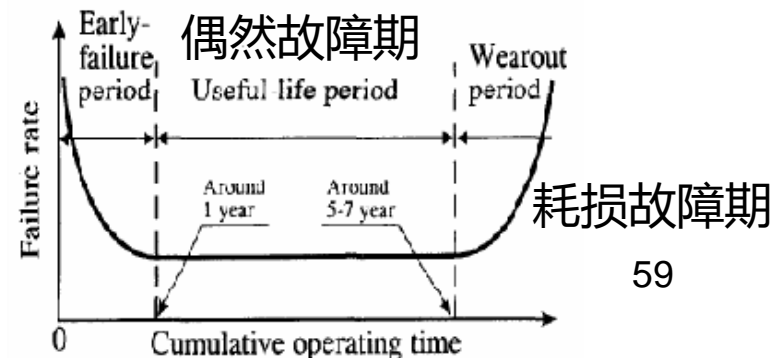 Early-
failure
period
偶然故障期
Useful life period
Wearout
period
Failure rate
Around
1 year
Around
5-7 year
耗损故障期
59
0
Cumulative operating time